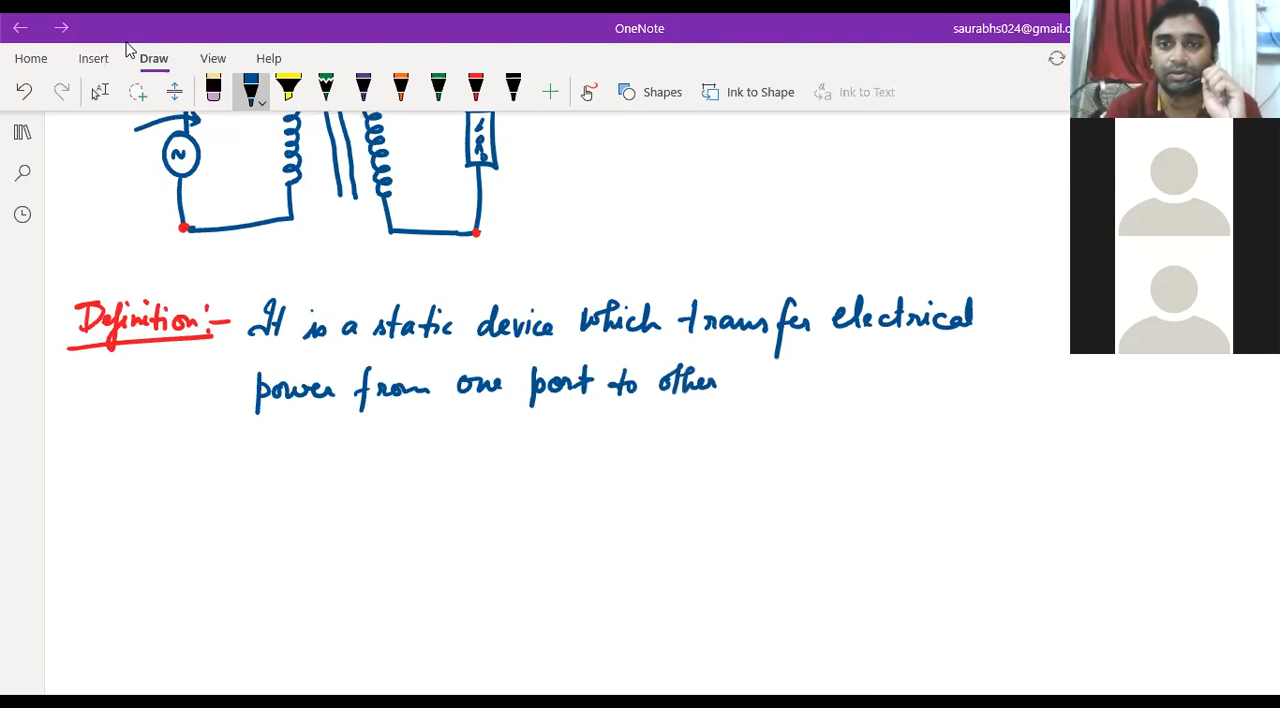 OneNote
saurabhs024@gmail.c
Home Insert Draw View Help
Shapes Ink to Shape Ink to Text
Definition:- It is a static device which transfer electrical
power from one port to other